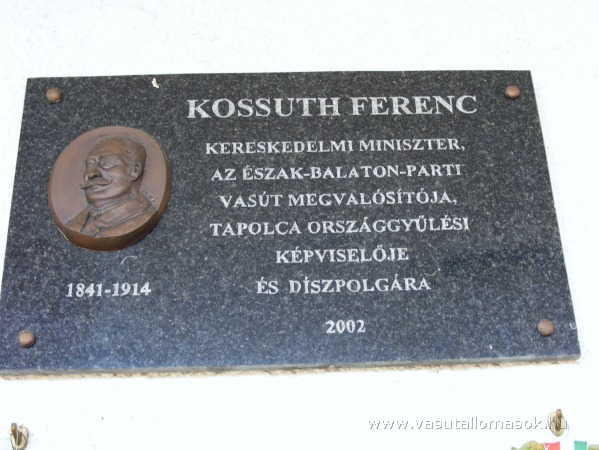 KOSSUTH FERENC
KERESKEDELMI MINISZTER,
AZ ÉSZAK-BALATON-PARTI
VASÚT MEGVALÓSÍTÓJA,
TAPOLCA ORSZÁGGYŰLÉSI
KÉPVISELŐJE
ÉS DÍSZPOLGÁRA
1841-1914
2002
www.vasutallomasok.hu